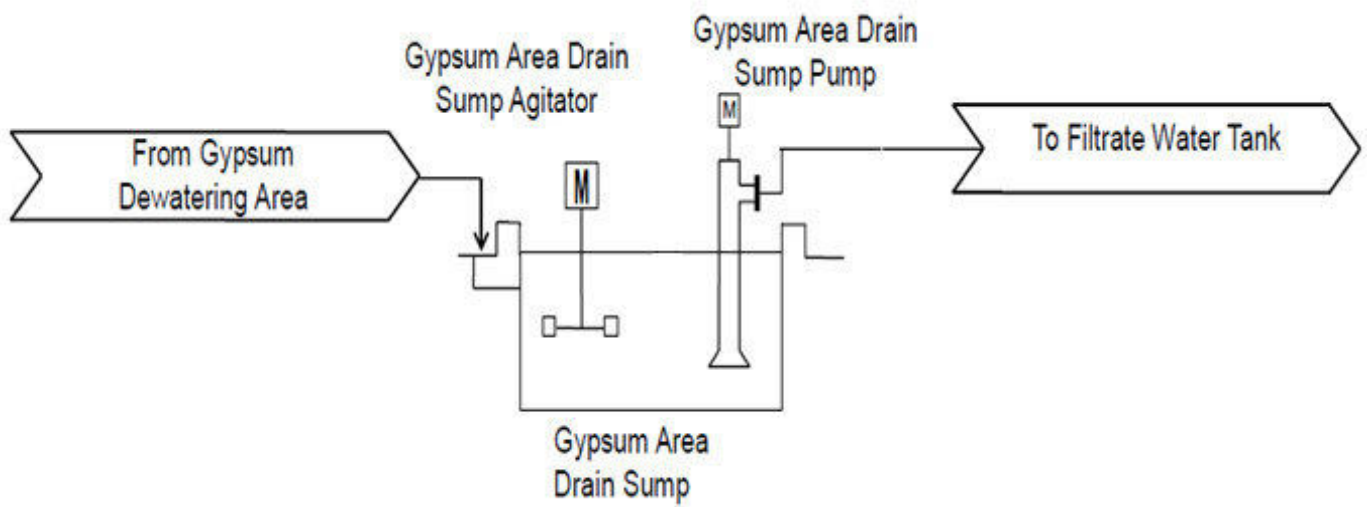 Gypsum Area Drain
Sump Agitator
Gypsum Area Drain
Sump Pump
M
From Gypsum
Dewatering Area
M
To Filtrate Water Tank
Gypsum Area
Drain Sump